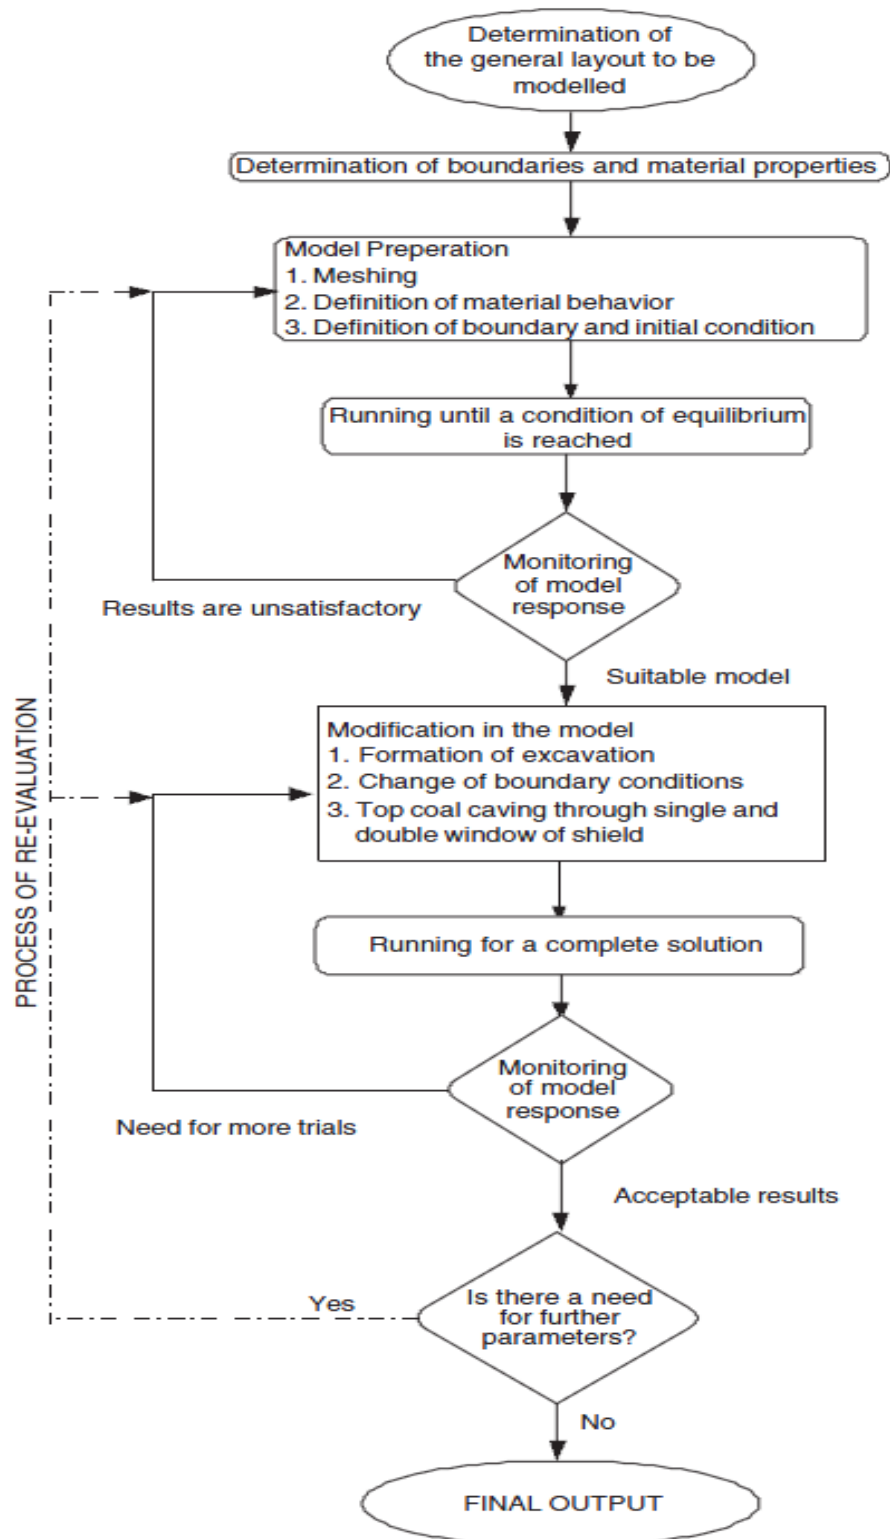 Determination of
the general layout to be
modelled
Determination of boundaries and material properties
Model Preperation
1. Meshing
2. Definition of material behavior
3. Definition of boundary and initial condition
Running until a condition of equilibrium
is reached
Monitoring
of model
response
Results are unsatisfactory
Suitable model
Modification in the model
1. Formation of excavation
2. Change of boundary conditions
3. Top coal caving through single and
double window of shield
PROCESS OF RE-EVALUATION
Running for a complete solution
Monitoring
of model
response
Need for more trials
Acceptable results
Is there a need
for further
parameters?
Yes
No
FINAL OUTPUT